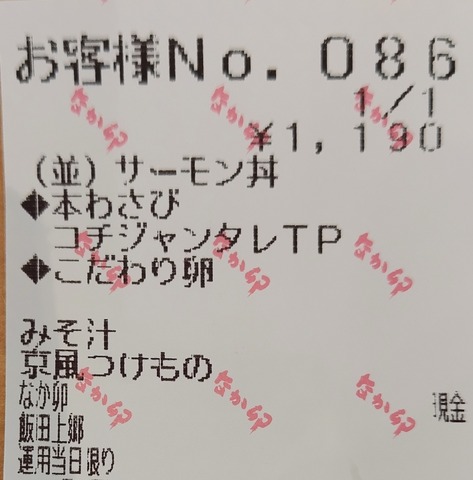 お客様No. 086
1/1
¥1,190
(並)サーモン丼
◆本わさび
コチジャンタレTP
◆こだわり卵
みそ汁
京風つけもの
なか卯
現金
飯田上郷
運用当日限り